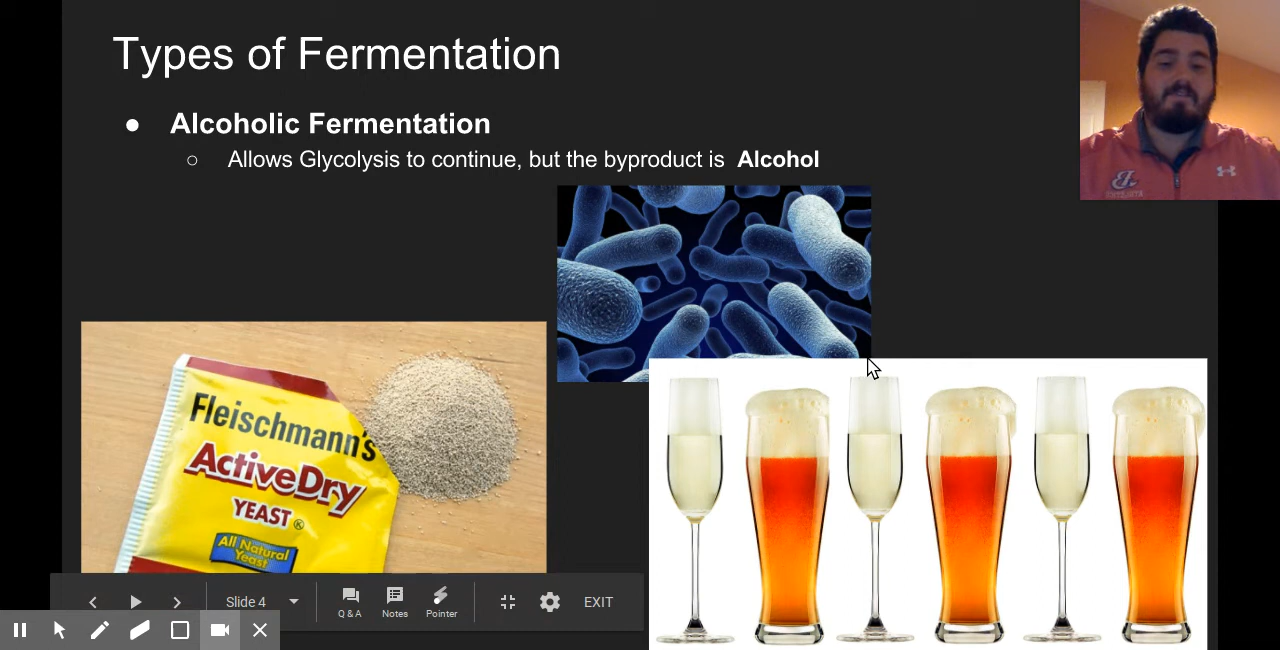 Types of Fermentation
● Alcoholic Fermentation
○ Allows Glycolysis to continue, but the byproduct is Alcohol
Fleischmann's
ActiveDry
YEAST®
All Natural
Yeast
Slide 4
Q & A
Notes
Pointer
EXIT